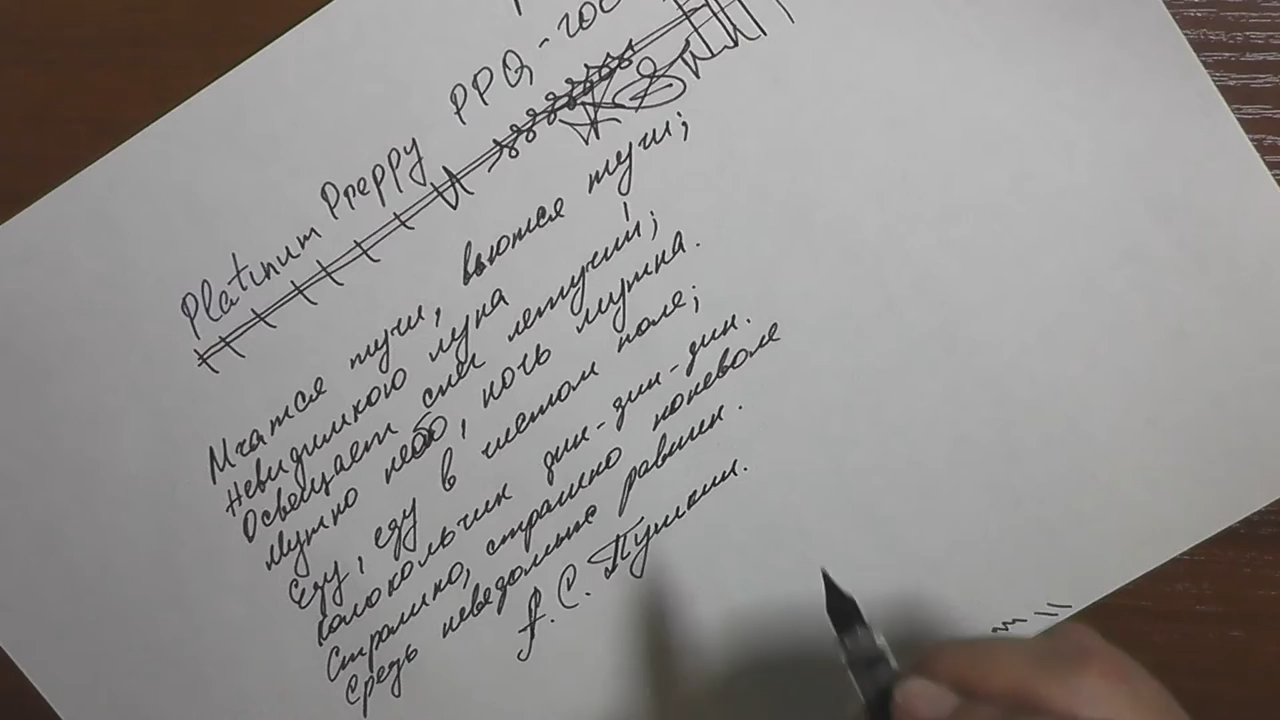 Platinum Preppy PPQ-200
Мчатся тучи, вьются тучи;
Невидимкою луна
Освещает снег летучий;
Мутно небо, ночь мутна.
Еду, еду в чистом поле;
Колокольчик дин-дин-дин.
Страшно, страшно поневоле
Средь неведомых равнин.
А. С. Пушкин.